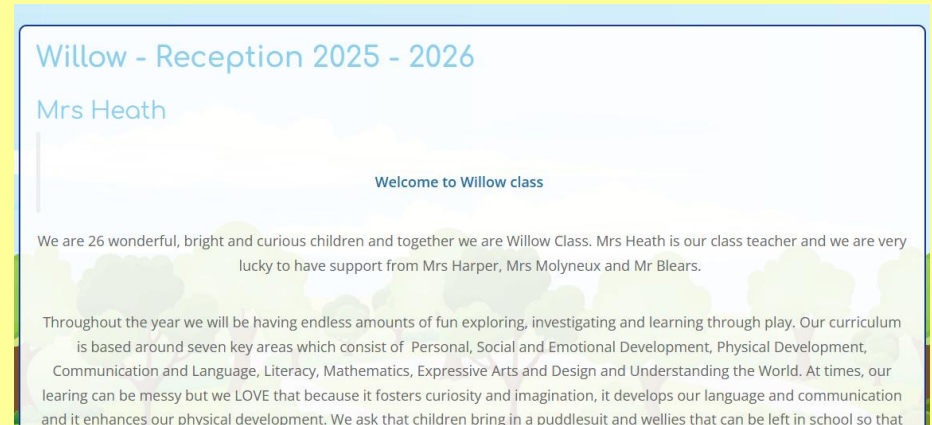 Willow - Reception 2025 - 2026
Mrs Heath
Welcome to Willow class
We are 26 wonderful, bright and curious children and together we are Willow Class. Mrs Heath is our class teacher and we are very
lucky to have support from Mrs Harper, Mrs Molyneux and Mr Blears.
Throughout the year we will be having endless amounts of fun exploring, investigating and learning through play. Our curriculum
is based around seven key areas which consist of  Personal, Social and Emotional Development, Physical Development,
Communication and Language, Literacy, Mathematics, Expressive Arts and Design and Understanding the World. At times, our
learing can be messy but we LOVE that because it fosters curiosity and imagination, it develops our language and communication
and it enhances our physical development. We ask that children bring in a puddlesuit and wellies that can be left in school so that